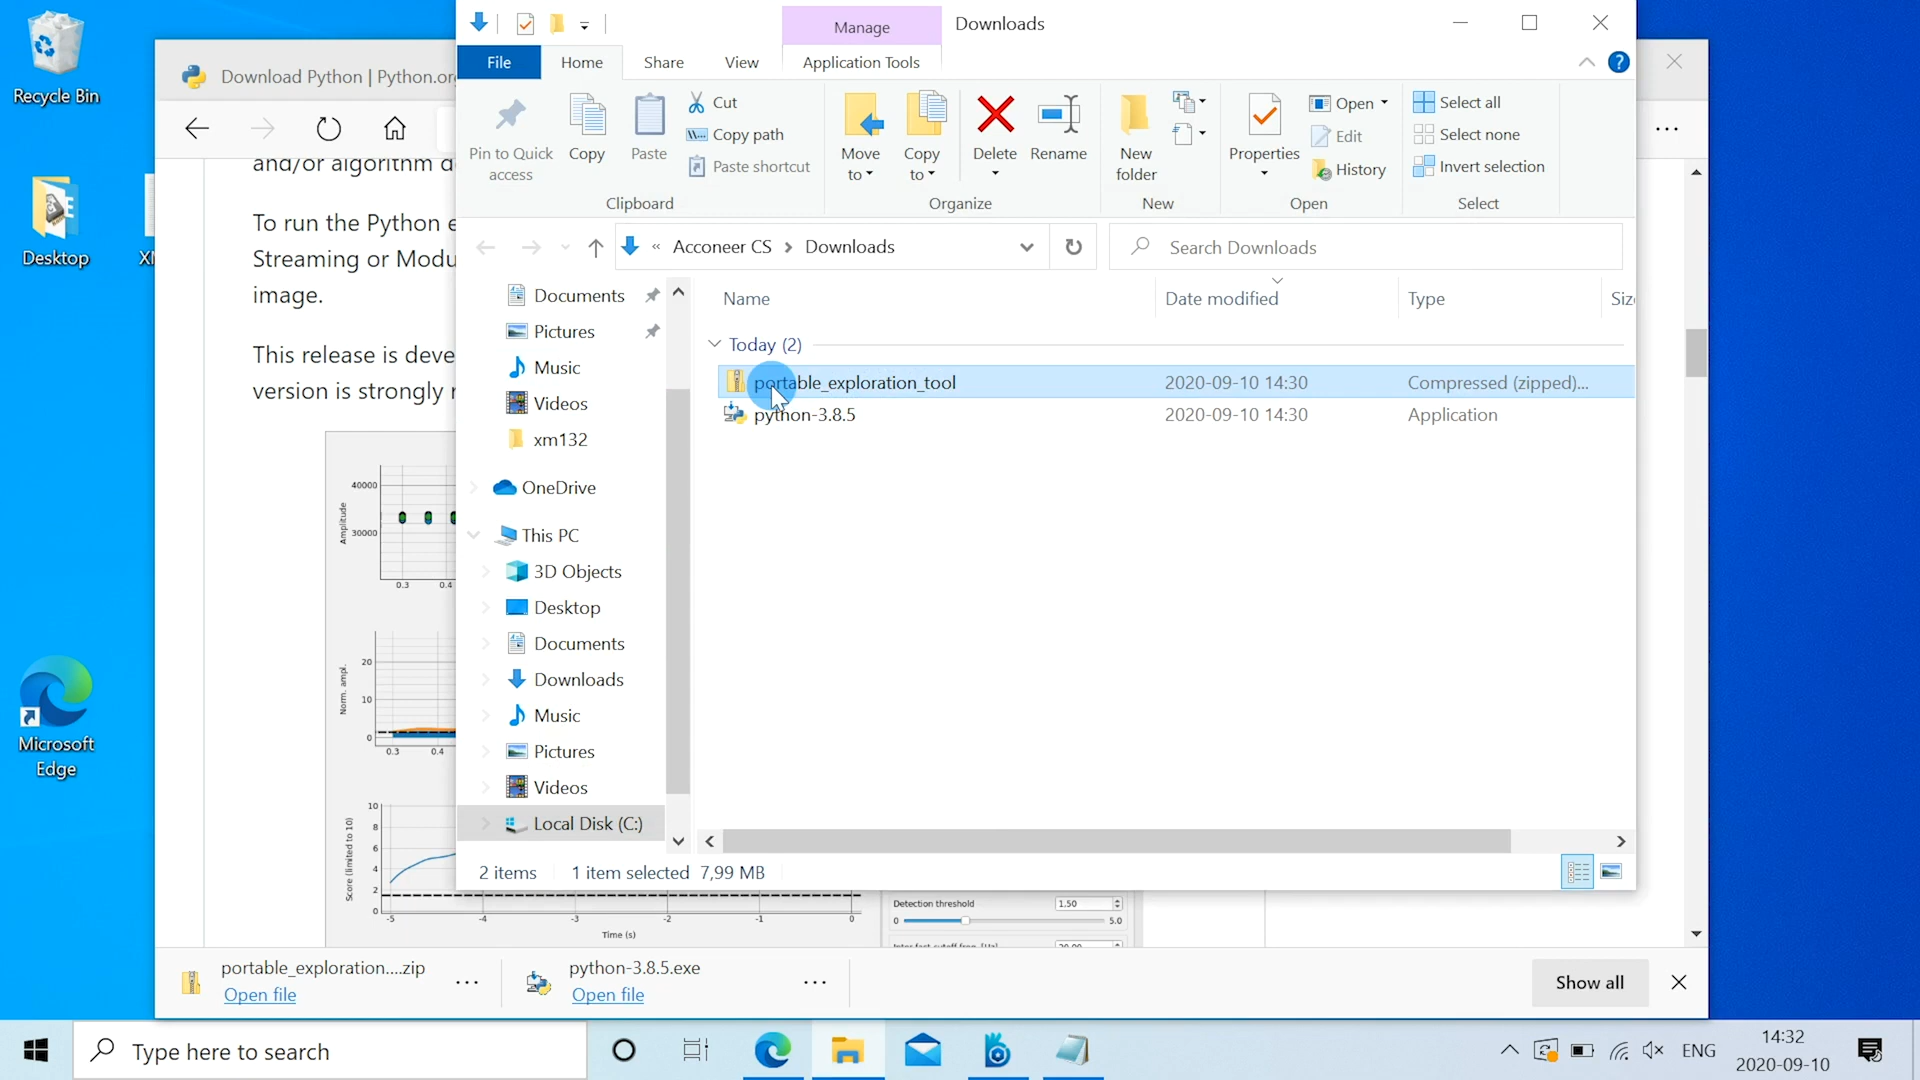 Manage
Downloads
File
Home
Share
View
Application Tools
Pin to Quick
access
Copy
Paste
Cut
Copy path
Paste shortcut
Clipboard
Move
to
Copy
to
Delete
Rename
Organize
New
folder
New
Properties
Open
Edit
History
Open
Select all
Select none
Invert selection
Select
« Acconeer CS > Downloads
Search Downloads
Documents
Pictures
Music
Videos
xm132
OneDrive
This PC
3D Objects
Desktop
Documents
Downloads
Music
Pictures
Videos
Local Disk (C:)
Name
Date modified
Type
Today (2)
portable_exploration_tool
2020-09-10 14:30
Compressed (zipped)...
python-3.8.5
2020-09-10 14:30
Application
2 items
1 item selected 7,99 MB
Recycle Bin
Desktop
Microsoft
Edge
Download Python | Python.or
and/or algorithm d
To run the Python e
Streaming or Modu
image.
This release is deve
version is strongly
Amplitude
40000
30000
0.3
0.4
Norm. ampl.
20
10
0
0.3
0.4
Score (limited to 10)
10
8
6
4
2
0
-5
-4
-3
-2
-1
0
Time (s)
Detection threshold
1.50
0
5.0
portable_exploration....zip
Open file
python-3.8.5.exe
Open file
Show all
Type here to search
ENG
14:32
2020-09-10